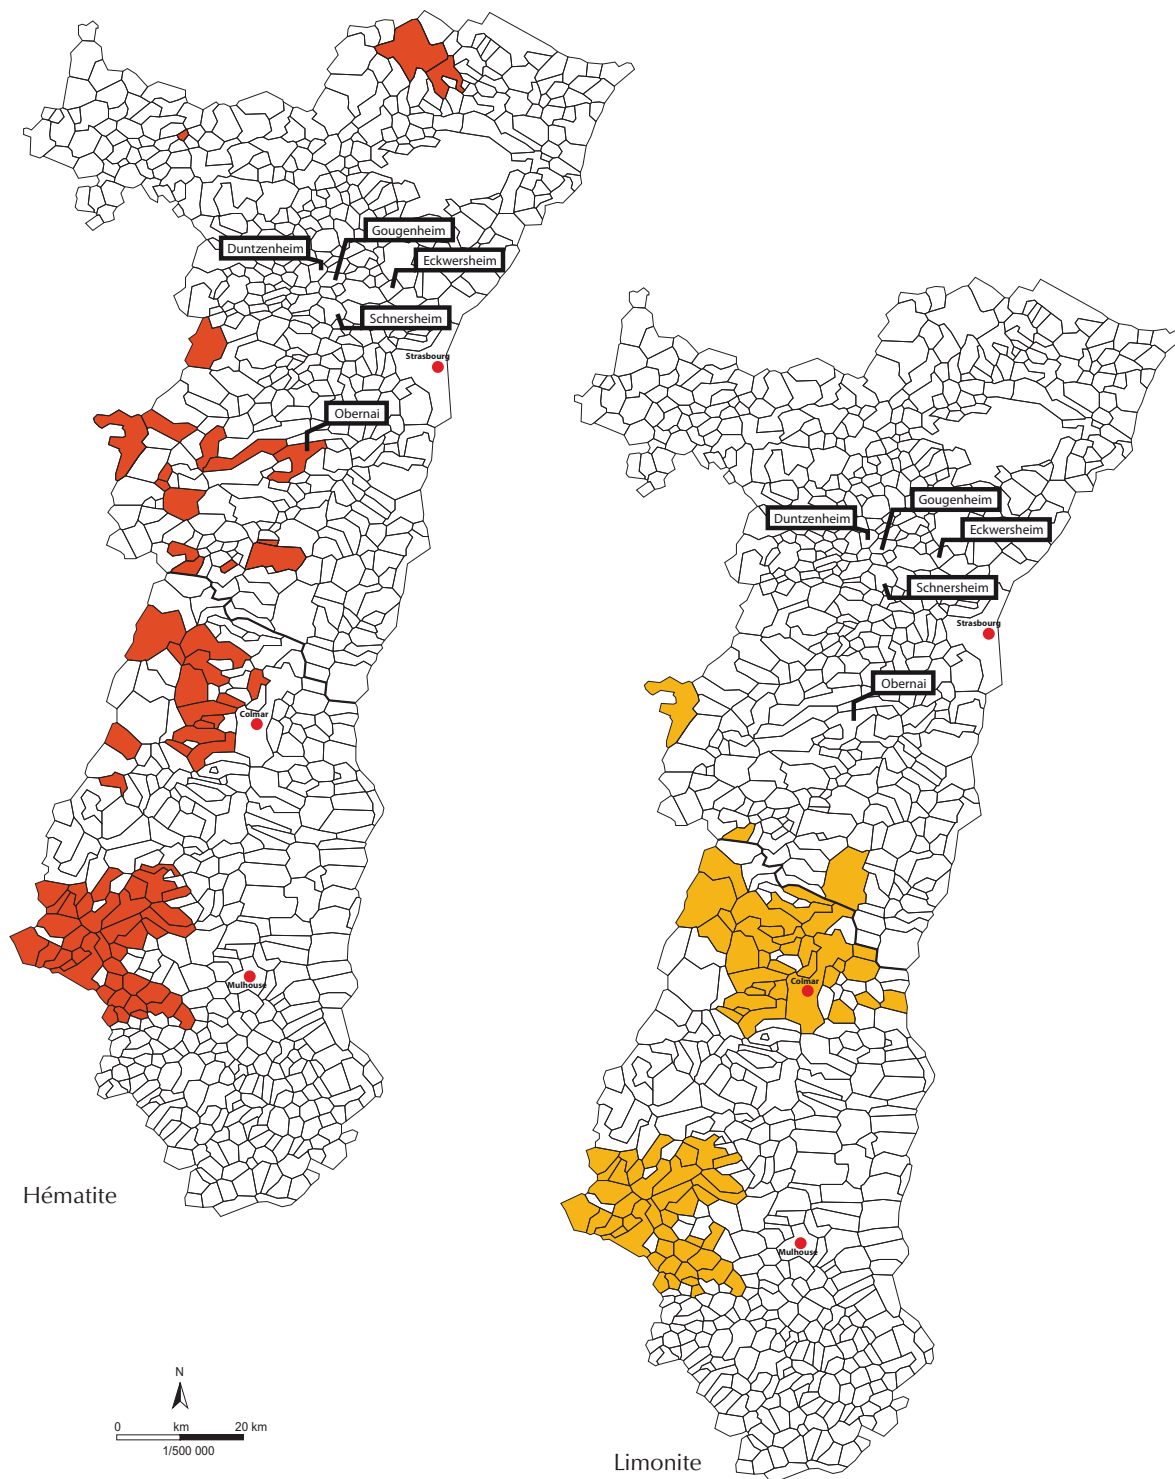 Gougenheim
Duntzenheim
Eckwersheim
Schnersheim
Strasbourg
Obernai
Colmar
Mulhouse
Hématite
Gougenheim
Duntzenheim
Eckwersheim
Schnersheim
Strasbourg
Obernai
Colmar
Mulhouse
Limonite
N
0 km 20 km
1/500 000